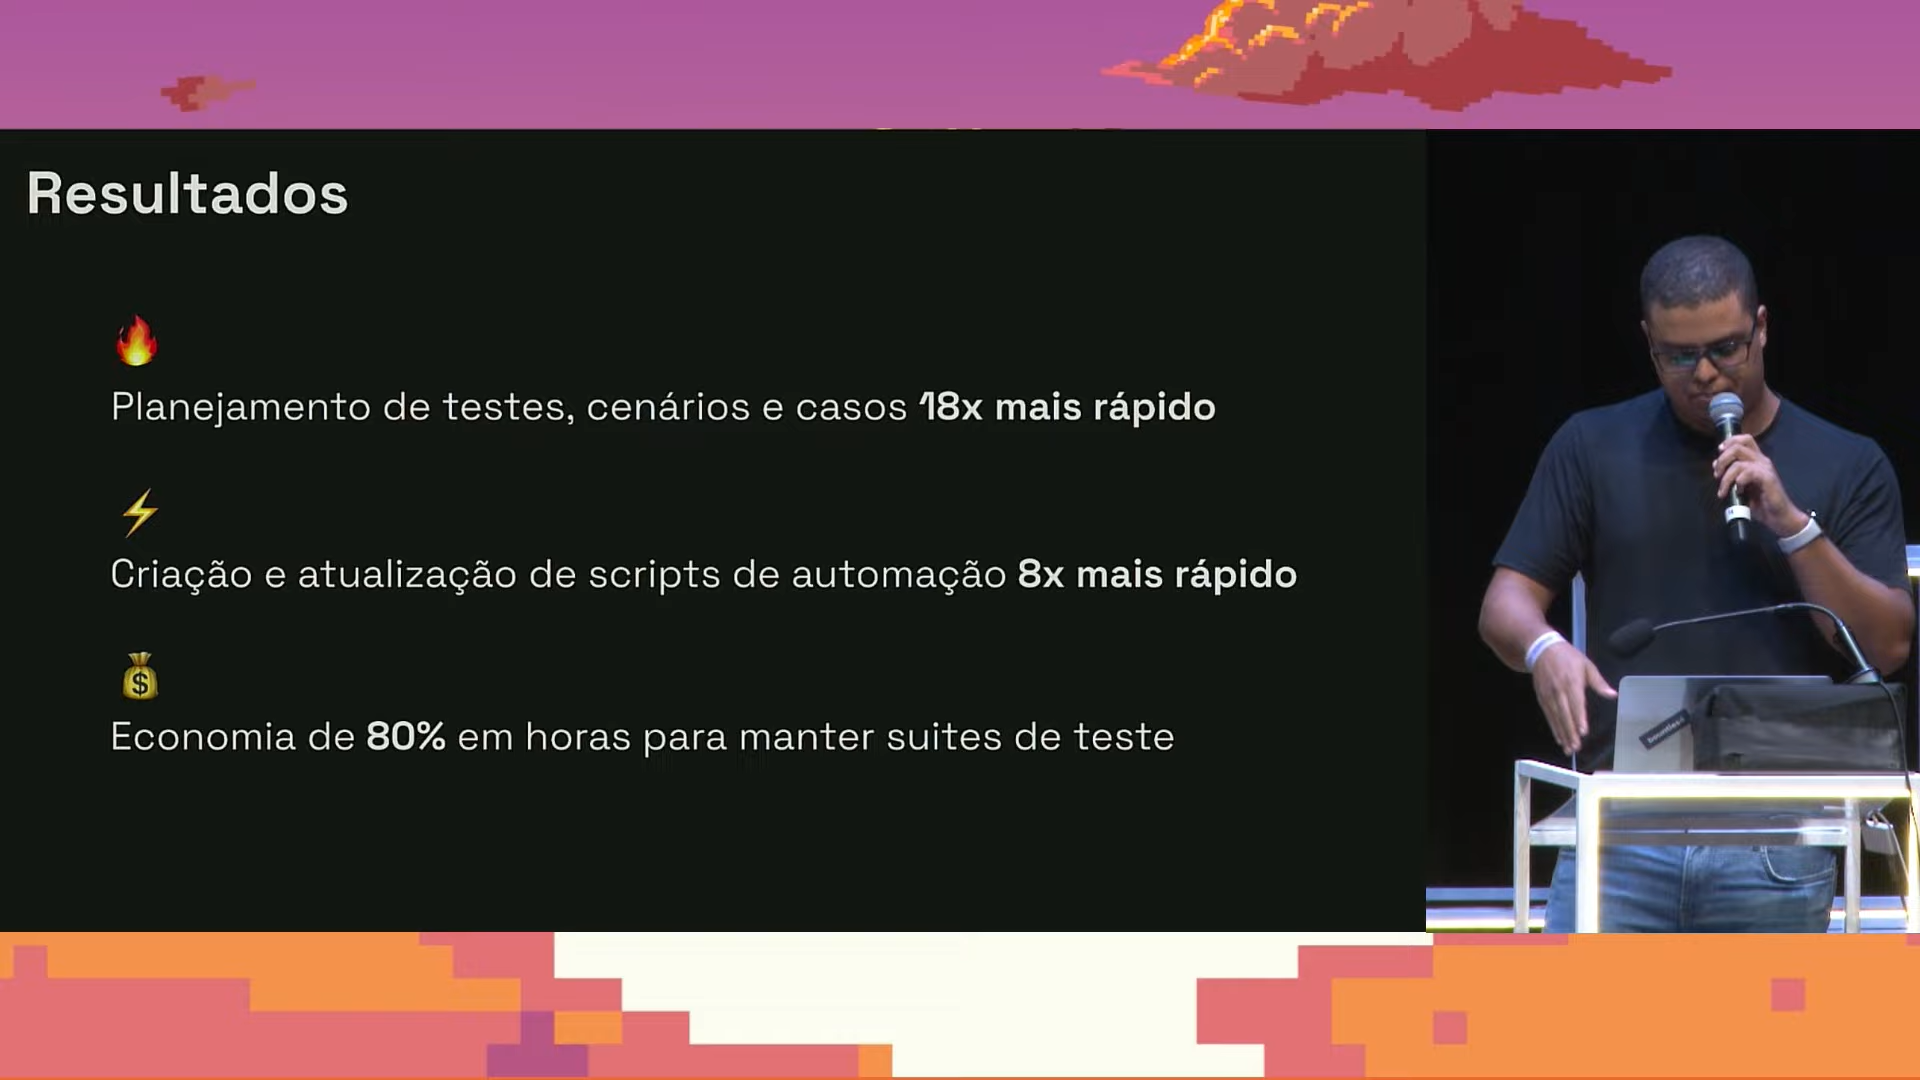 Resultados
Planejamento de testes, cenários e casos 18x mais rápido
Criação e atualização de scripts de automação 8x mais rápido
Economia de 80% em horas para manter suites de teste